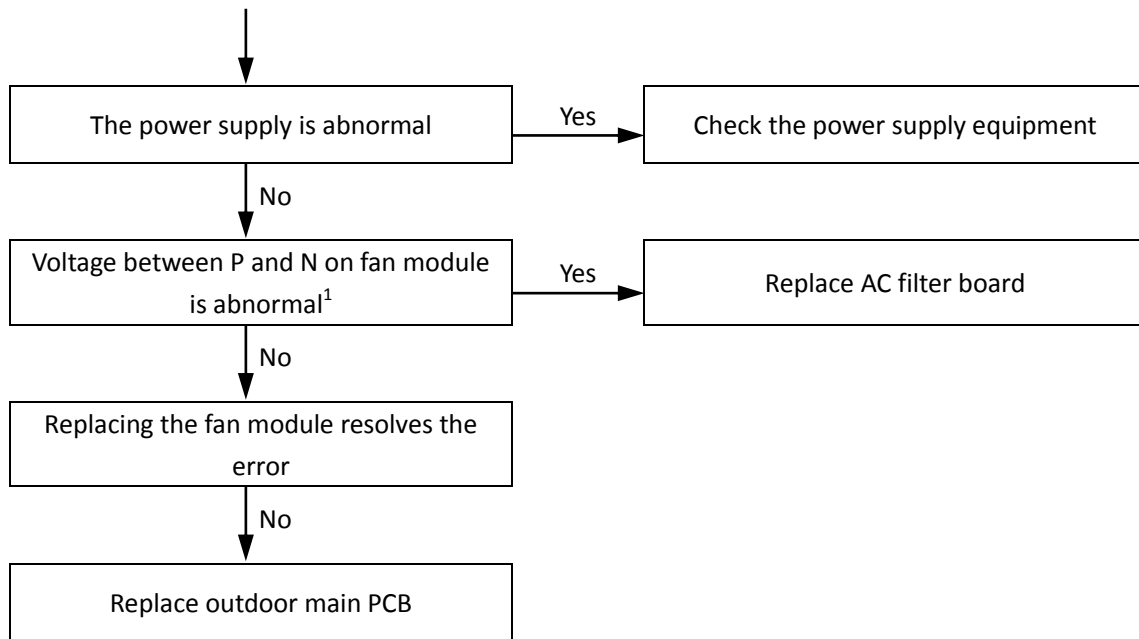 The power supply is abnormal
Yes
Check the power supply equipment
No
Voltage between P and N on fan module
is abnormal¹
Yes
Replace AC filter board
No
Replacing the fan module resolves the
error
No
Replace outdoor main PCB